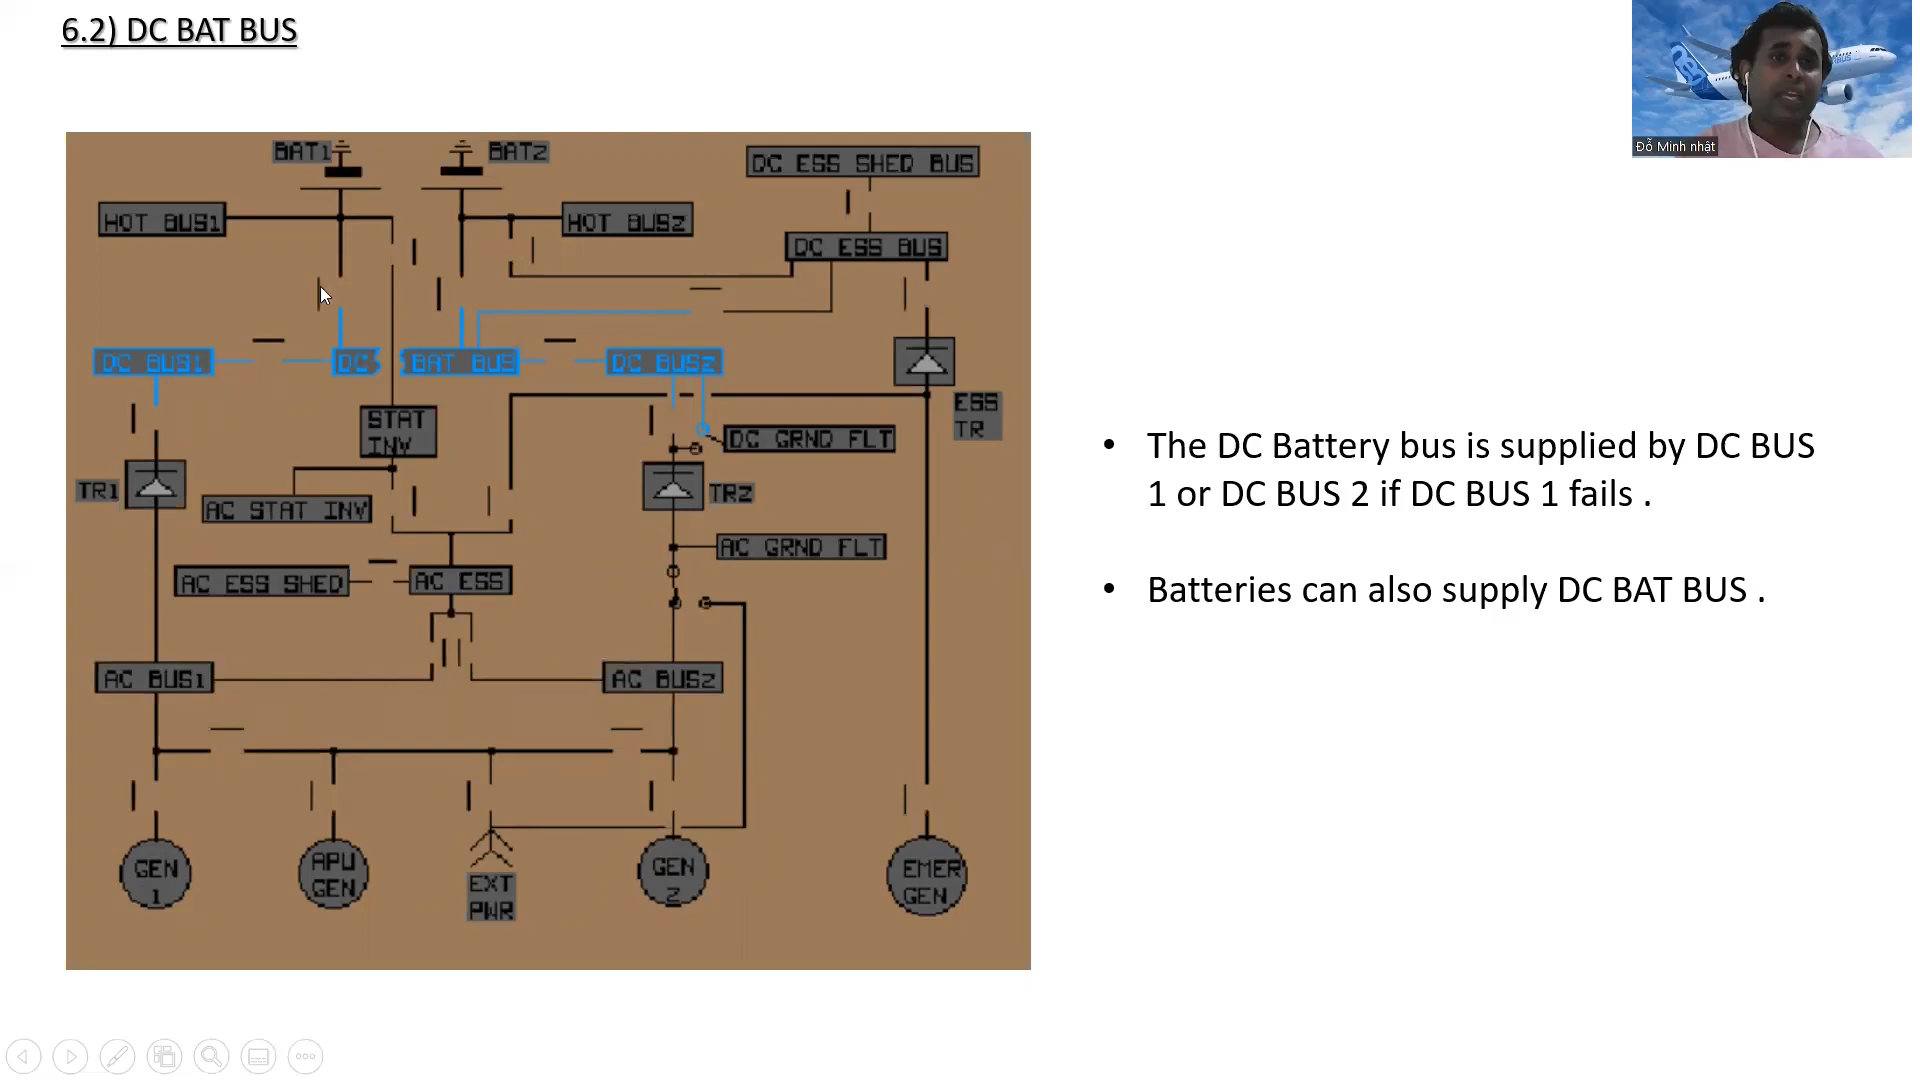 6.2) DC BAT BUS
Đỗ Minh nhật
BAT1
BAT2
DC ESS SHED BUS
HOT BUS1
HOT BUS2
DC ESS BUS
DC BUS1
DC
BAT BUS
DC BUS2
STAT
INV
ESS
TR
DC GRND FLT
TR1
TR2
AC STAT INV
AC GRND FLT
AC ESS SHED
AC ESS
AC BUS1
AC BUS2
GEN
1
APU
GEN
EXT
PWR
GEN
2
EMER
GEN
• The DC Battery bus is supplied by DC BUS
1 or DC BUS 2 if DC BUS 1 fails .
• Batteries can also supply DC BAT BUS .